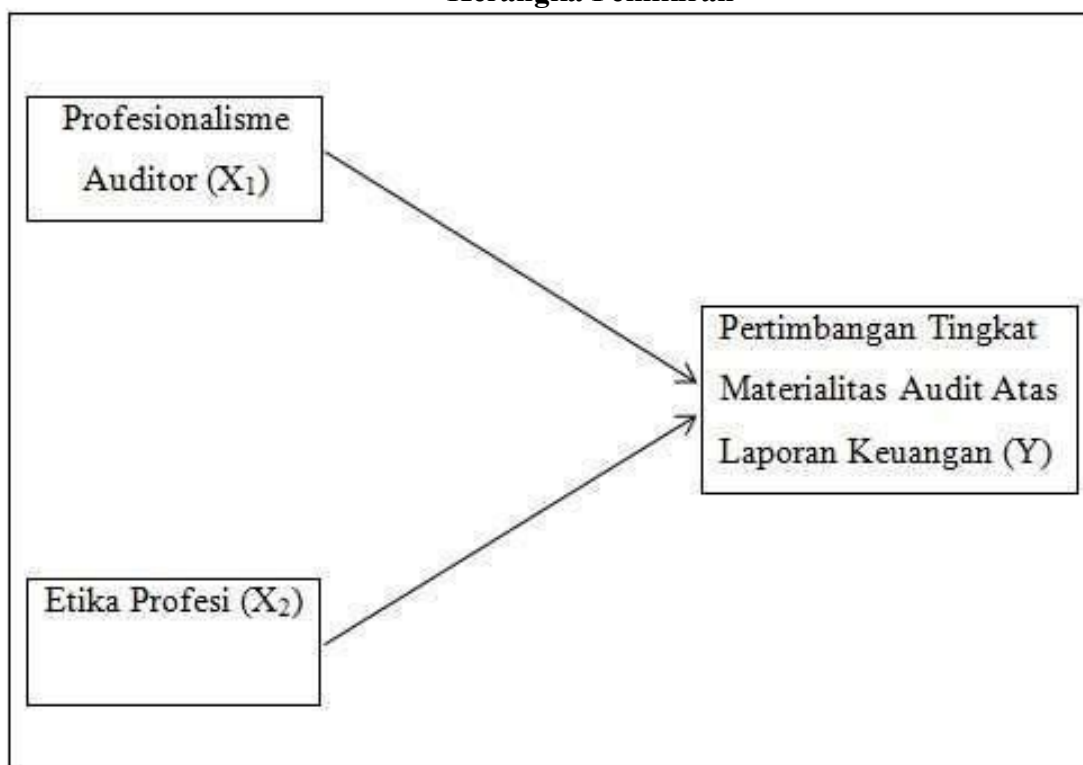 Profesionalisme
Auditor (X₁)
Pertimbangan Tingkat
Materialitas Audit Atas
Laporan Keuangan (Y)
Etika Profesi (X₂)